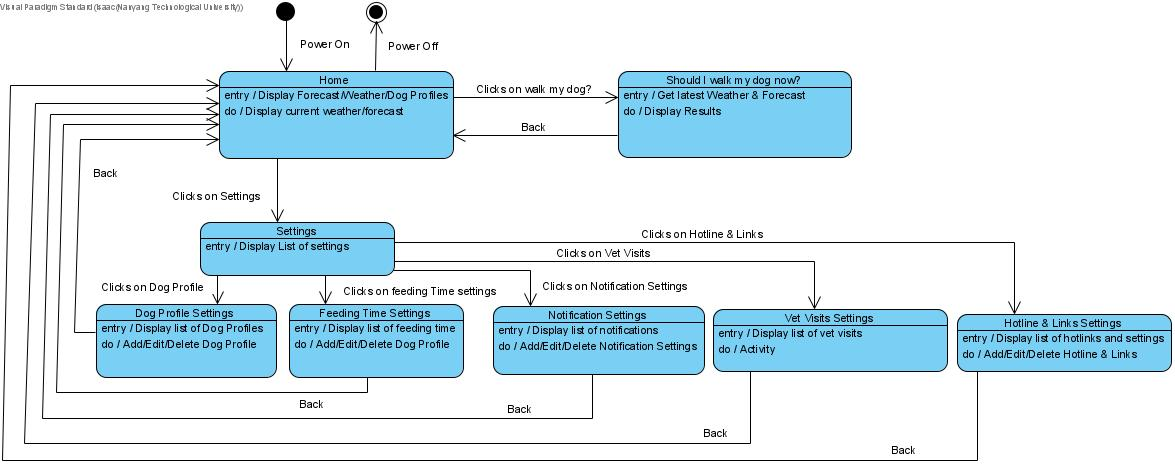 Visual Paradigm Standard (Isaac(Nanyang Technological University))
Power On
Power Off
Home
entry / Display Forecast/Weather/Dog Profiles
do / Display current weather/forecast
Clicks on walk my dog?
Back
Should I walk my dog now?
entry / Get latest Weather & Forecast
do / Display Results
Back
Clicks on Settings
Settings
entry / Display List of settings
Clicks on Hotline & Links
Clicks on Vet Visits
Clicks on Dog Profile
Clicks on feeding Time settings
Clicks on Notification Settings
Dog Profile Settings
entry / Display list of Dog Profiles
do / Add/Edit/Delete Dog Profile
Feeding Time Settings
entry / Display list of feeding time
do / Add/Edit/Delete Dog Profile
Notification Settings
entry / Display list of notifications
do / Add/Edit/Delete Notification Settings
Vet Visits Settings
entry / Display list of vet visits
do / Activity
Hotline & Links Settings
entry / Display list of hotlinks and settings
do / Add/Edit/Delete Hotline & Links
Back
Back
Back
Back